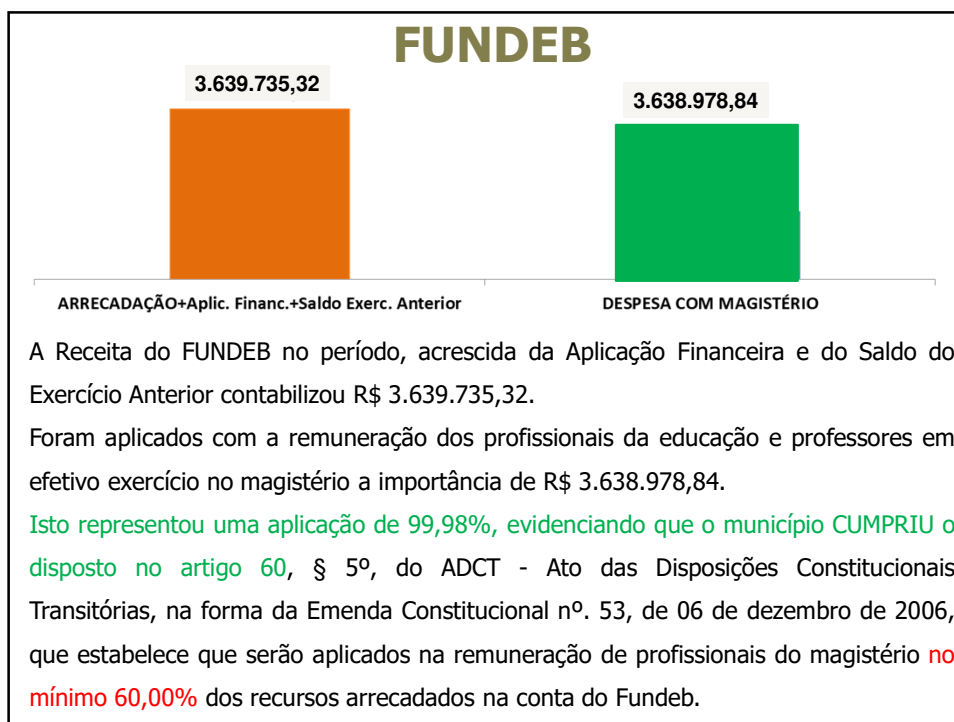 FUNDEB
3.639.735,32
3.638.978,84
ARRECADAÇÃO+Aplic. Financ.+Saldo Exerc. Anterior
DESPESA COM MAGISTÉRIO
A Receita do FUNDEB no período, acrescida da Aplicação Financeira e do Saldo do
Exercício Anterior contabilizou R$ 3.639.735,32.
Foram aplicados com a remuneração dos profissionais da educação e professores em
efetivo exercício no magistério a importância de R$ 3.638.978,84.
Isto representou uma aplicação de 99,98%, evidenciando que o município CUMPRIU o
disposto no artigo 60, § 5º, do ADCT - Ato das Disposições Constitucionais
Transitórias, na forma da Emenda Constitucional nº. 53, de 06 de dezembro de 2006,
que estabelece que serão aplicados na remuneração de profissionais do magistério no
mínimo 60,00% dos recursos arrecadados na conta do Fundeb.